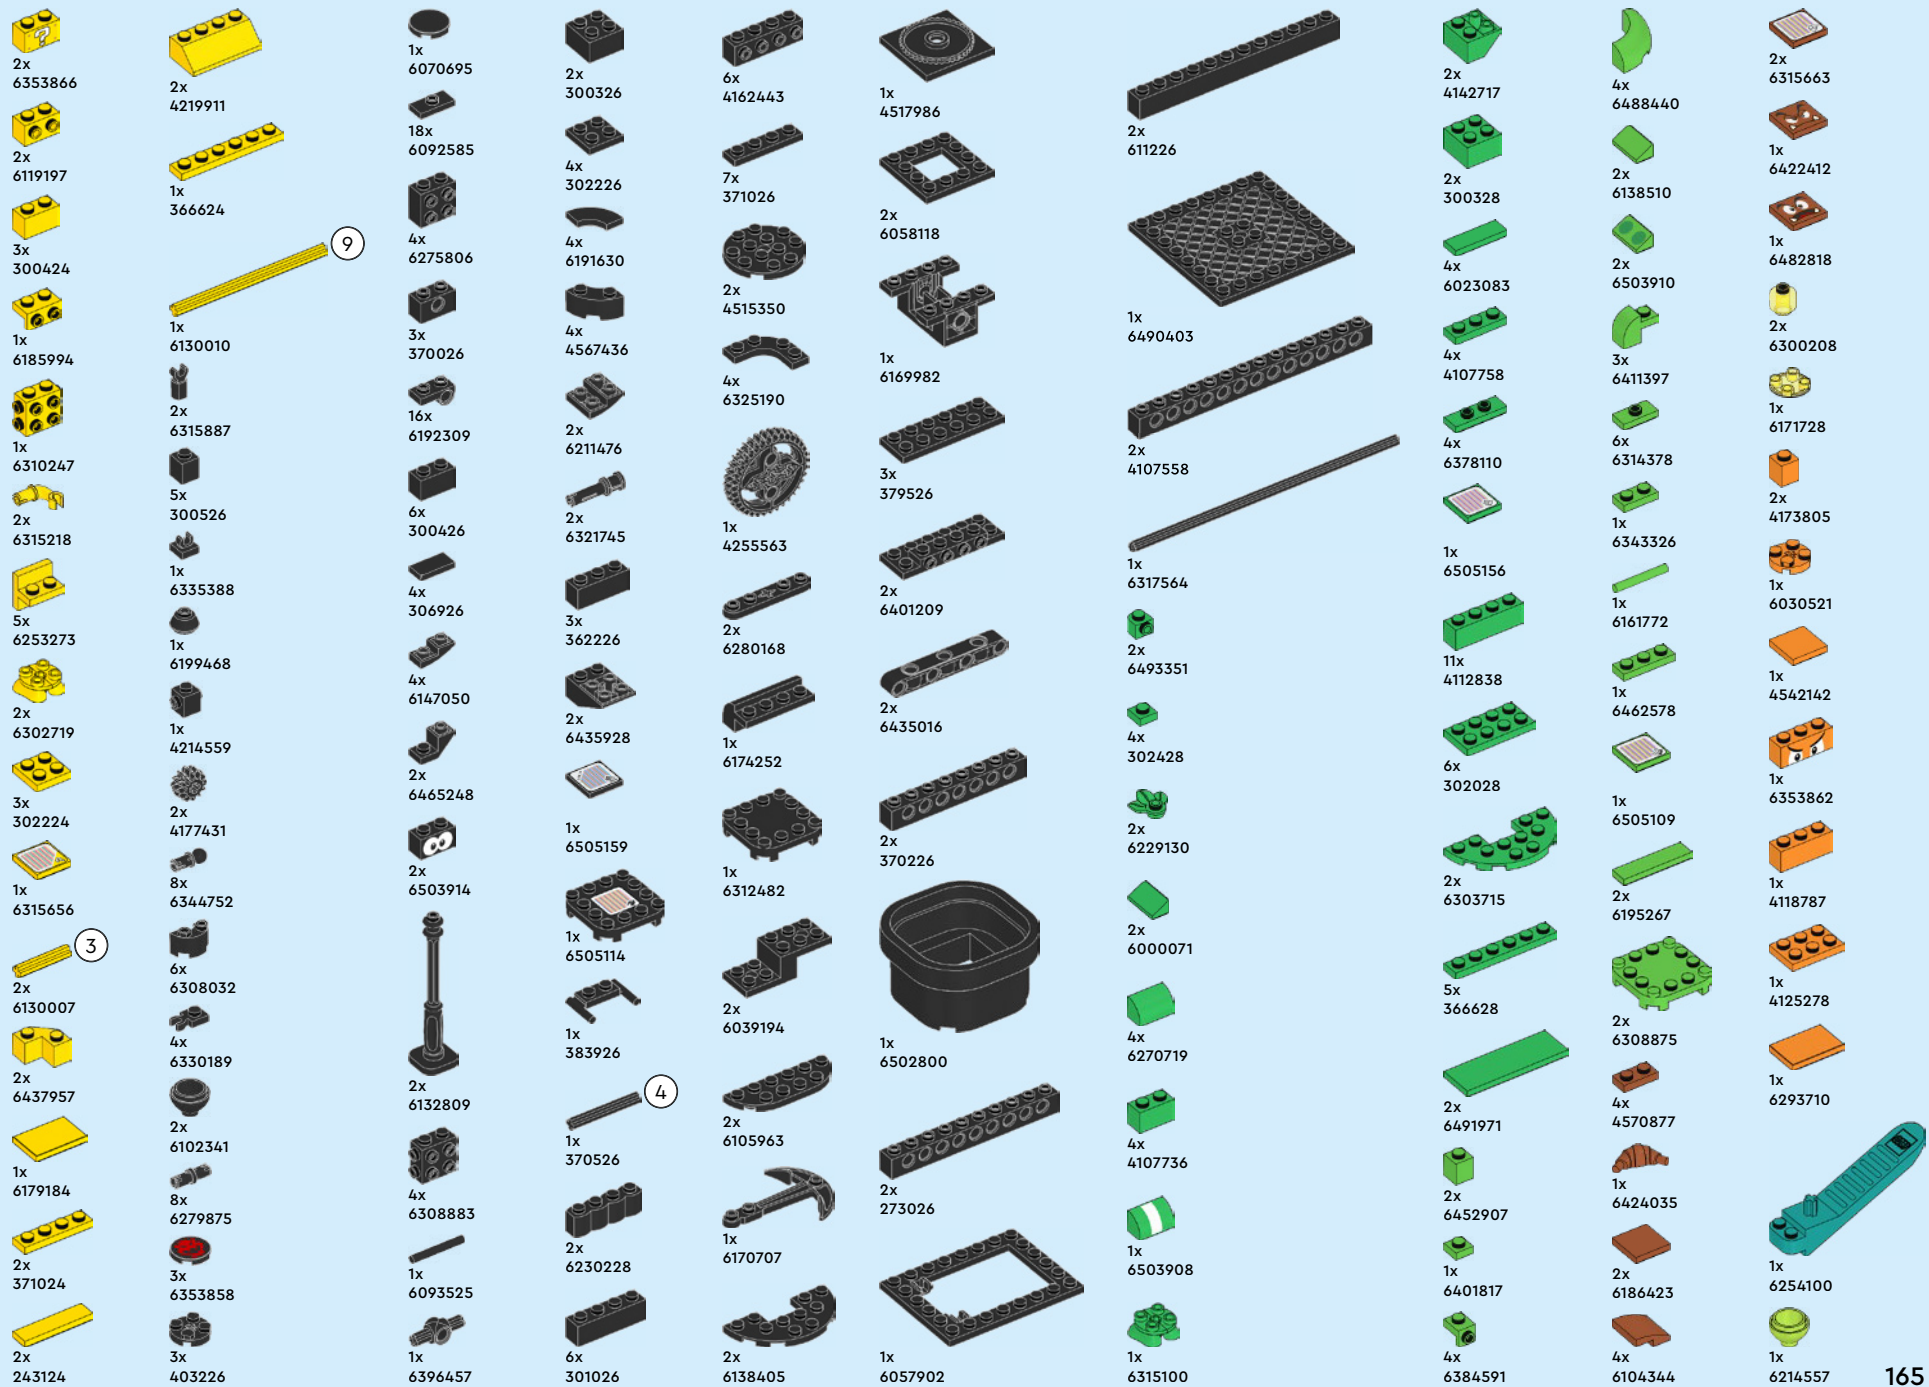 2x
6353866
2x
6119197
3x
300424
1x
6185994
1x
6310247
2x
6315218
5x
6253273
2x
6302719
3x
302224
1x
6315656
3
2x
6130007
2x
6437957
1x
6179184
2x
371024
2x
243124
2x
4219911
1x
366624
9
1x
6130010
2x
6315887
5x
300526
1x
6335388
1x
6199468
1x
4214559
2x
4177431
8x
6344752
6x
6308032
4x
6330189
2x
6102341
8x
6279875
3x
6353858
3x
403226
1x
6070695
18x
6092585
4x
6275806
3x
370026
16x
6192309
6x
300426
4x
306926
4x
6147050
2x
6465248
2x
6503914
2x
6132809
4x
6308883
1x
6093525
1x
6396457
2x
300326
4x
302226
4x
6191630
4x
4567436
2x
6211476
2x
6321745
3x
362226
2x
6435928
1x
6505159
1x
6505114
1x
383926
4
1x
370526
2x
6230228
6x
301026
6x
4162443
7x
371026
2x
4515350
4x
6325190
1x
4255563
2x
6280168
1x
6174252
1x
6312482
2x
6039194
2x
6105963
1x
6170707
2x
6138405
1x
4517986
2x
6058118
1x
6169982
3x
379526
2x
6401209
2x
6435016
2x
370226
1x
6502800
2x
273026
1x
6057902
2x
611226
1x
6490403
2x
4107558
1x
6317564
2x
6493351
4x
302428
2x
6229130
2x
6000071
4x
6270719
4x
4107736
1x
6503908
1x
6315100
2x
4142717
2x
300328
4x
6023083
4x
4107758
4x
6378110
1x
6505156
11x
4112838
6x
302028
2x
6303715
5x
366628
2x
6491971
2x
6452907
1x
6401817
4x
6384591
4x
6488440
2x
6138510
2x
6503910
3x
6411397
6x
6314378
1x
6343326
1x
6161772
1x
6462578
1x
6505109
2x
6195267
2x
6308875
4x
4570877
1x
6424035
2x
6186423
4x
6104344
2x
6315663
1x
6422412
1x
6482818
2x
6300208
1x
6171728
2x
4173805
1x
6030521
1x
4542142
1x
6353862
1x
4118787
1x
4125278
1x
6293710
1x
6254100
1x
6214557
165